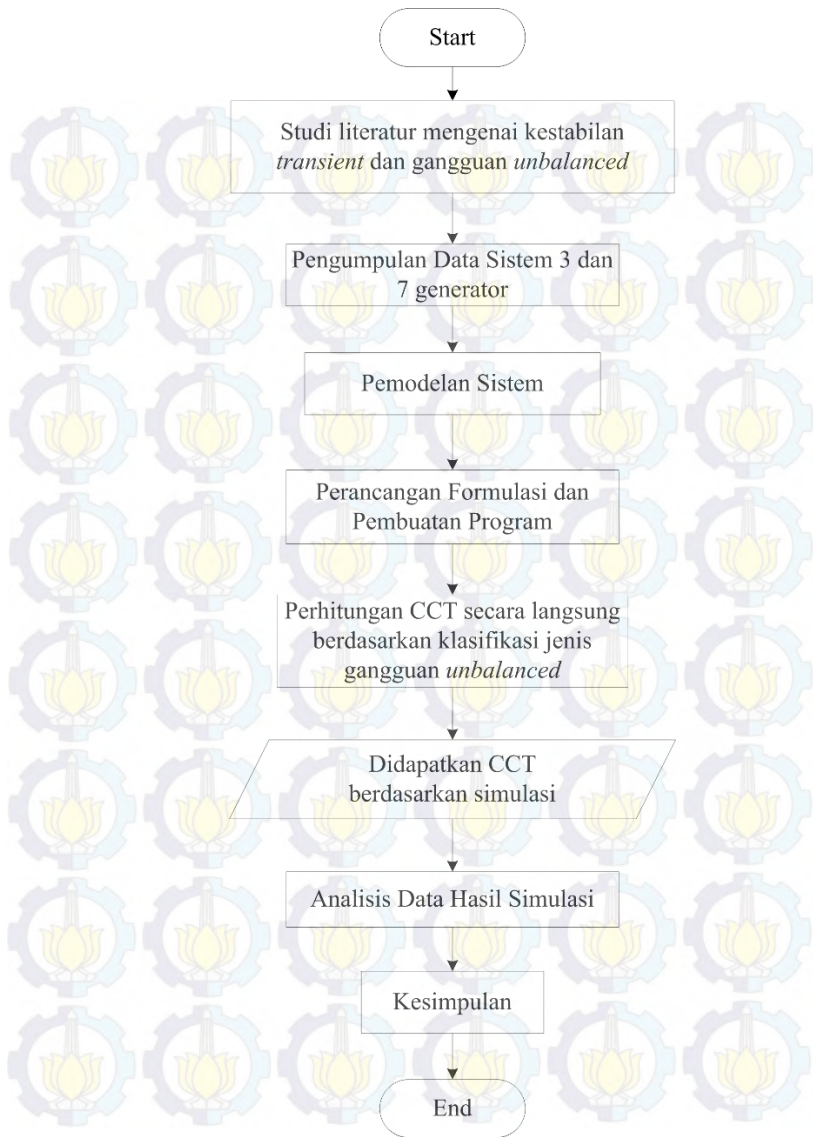 Start
Studi literatur mengenai kestabilan
transient dan gangguan unbalanced
Pengumpulan Data Sistem 3 dan
7 generator
Pemodelan Sistem
Perancangan Formulasi dan
Pembuatan Program
Perhitungan CCT secara langsung
berdasarkan klasifikasi jenis
gangguan unbalanced
Didapatkan CCT
berdasarkan simulasi
Analisis Data Hasil Simulasi
Kesimpulan
End